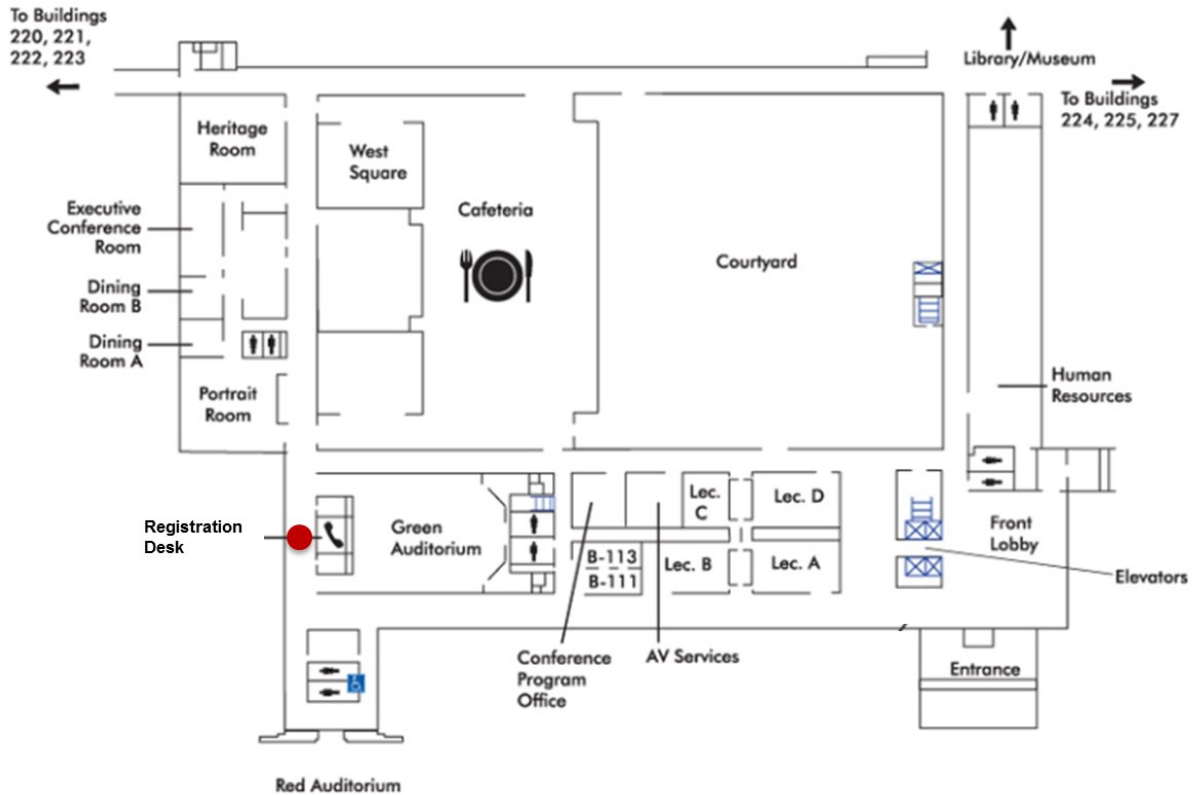 To Buildings
220, 221,
222, 223
Library/Museum
To Buildings
224, 225, 227
Heritage
Room
West
Square
Executive
Conference
Room
Cafeteria
Courtyard
Dining
Room B
Dining
Room A
Portrait
Room
Human
Resources
Registration
Desk
Green
Auditorium
Lec.
C
Lec. D
B-113
B-111
Lec. B
Lec. A
Front
Lobby
Elevators
Conference
Program
Office
AV Services
Entrance
Red Auditorium